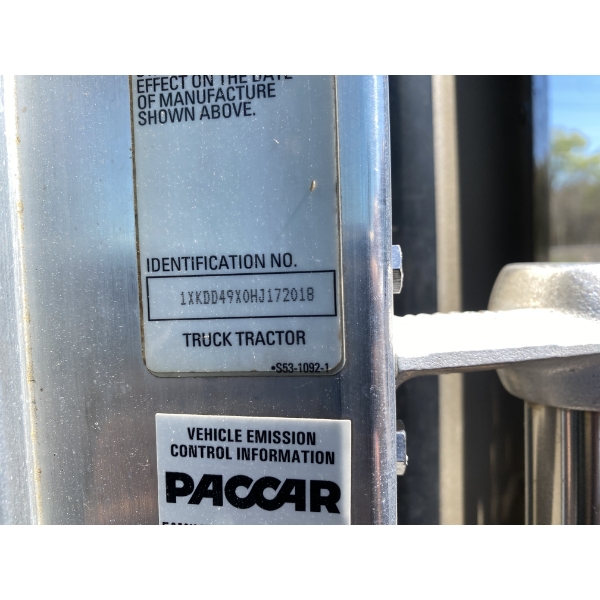 EFFECT ON THE DATE
OF MANUFACTURE
SHOWN ABOVE.
IDENTIFICATION NO.
1XKDD49X0HJ172018
TRUCK TRACTOR
•S53-1092-1
VEHICLE EMISSION
CONTROL INFORMATION
PACCAR